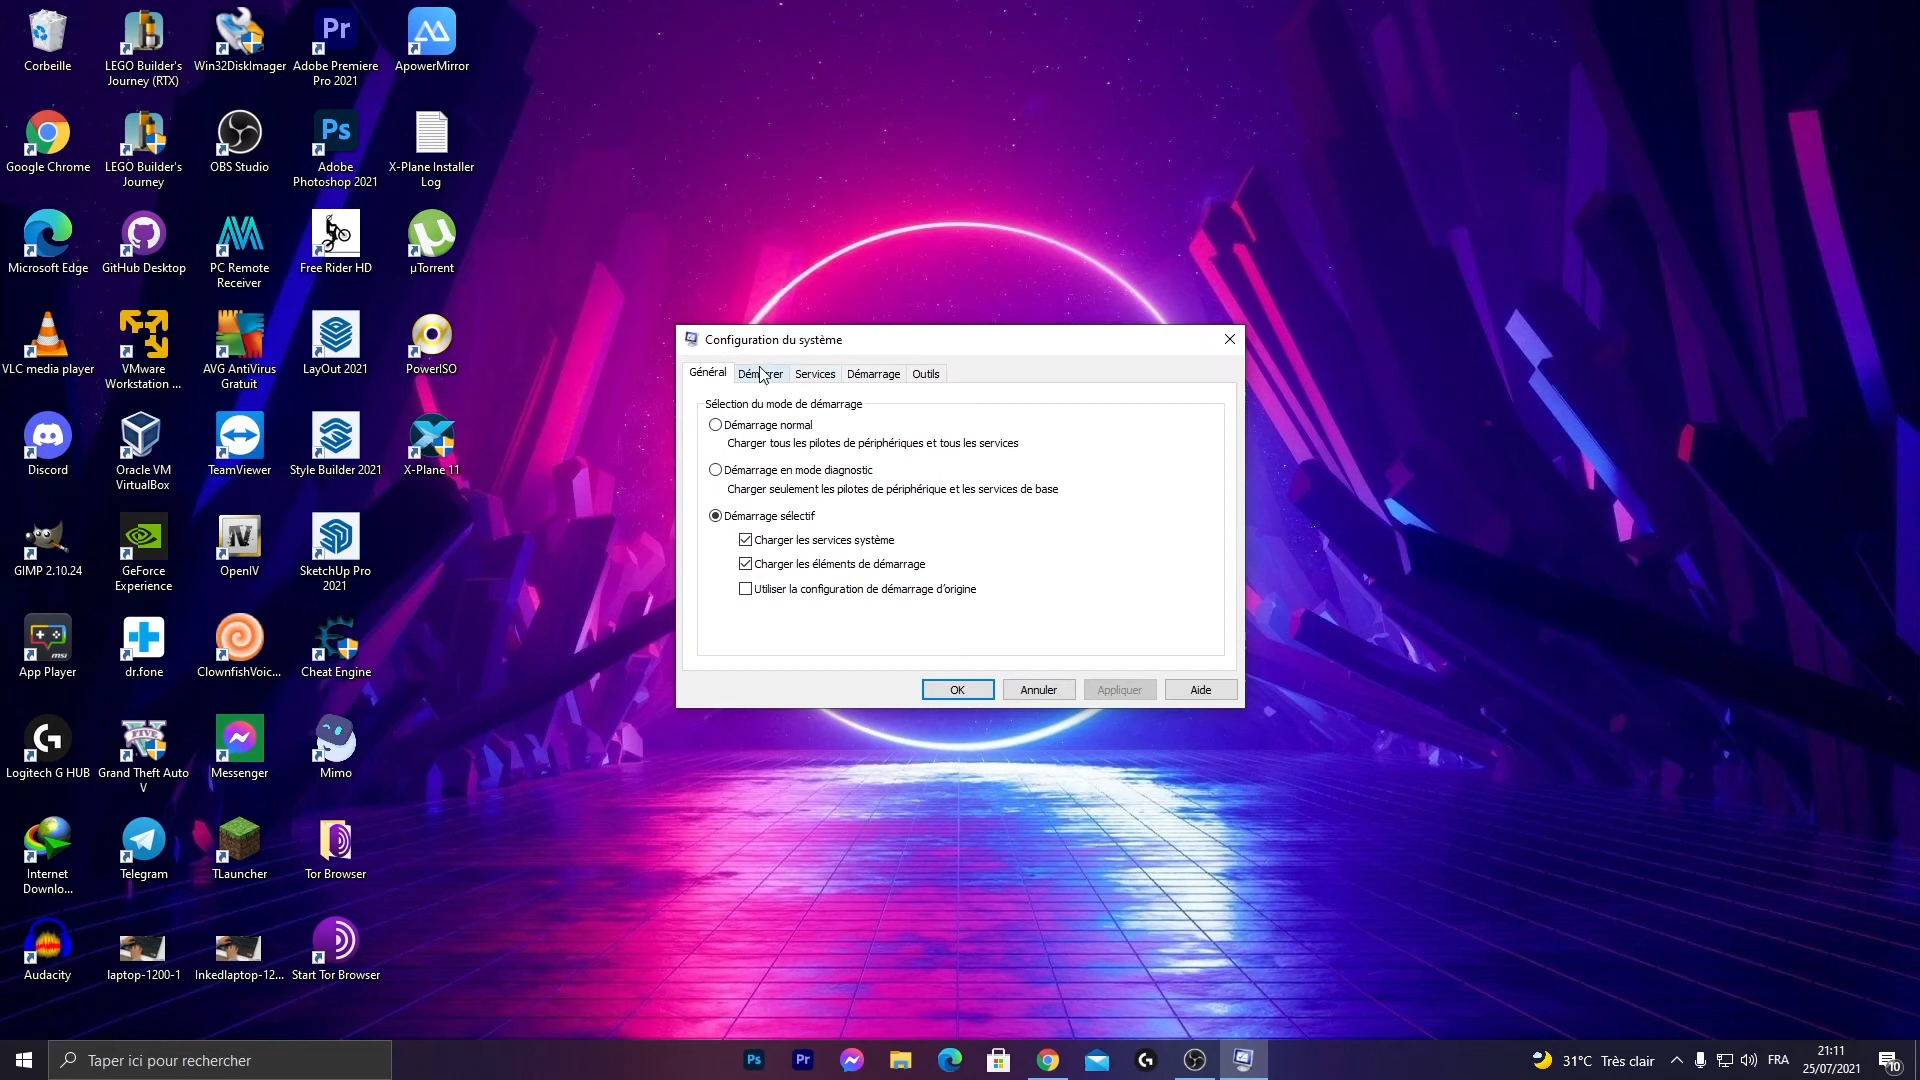 Corbeille
LEGO Builder's
Journey (RTX)
Win32DiskImager
Pr
Adobe Premiere
Pro 2021
ApowerMirror
Google Chrome
LEGO Builder's
Journey
OBS Studio
Ps
Adobe
Photoshop 2021
X-Plane Installer
Log
Microsoft Edge
GitHub Desktop
PC Remote
Receiver
Free Rider HD
µTorrent
VLC media player
VMware
Workstation ...
AVG AntiVirus
Gratuit
LayOut 2021
PowerISO
Discord
Oracle VM
VirtualBox
TeamViewer
Style Builder 2021
X-Plane 11
GIMP 2.10.24
GeForce
Experience
OpenIV
SketchUp Pro
2021
msi
App Player
dr.fone
ClownfishVoic...
Cheat Engine
Logitech G HUB
FIVE
Grand Theft Auto
V
Messenger
Mimo
Internet
Downlo...
Telegram
TLauncher
Tor Browser
Audacity
laptop-1200-1
Inkedlaptop-12...
Start Tor Browser
Configuration du système
Général
Services
Démarrage
Outils
Sélection du mode de démarrage
Démarrage normal
Charger tous les pilotes de périphériques et tous les services
Démarrage en mode diagnostic
Charger seulement les pilotes de périphérique et les services de base
Démarrage sélectif
Charger les services système
Charger les éléments de démarrage
Utiliser la configuration de démarrage d'origine
OK
Annuler
Appliquer
Aide
Taper ici pour rechercher
Ps
Pr
31°C Très clair
FRA
21:11
25/07/2021
10